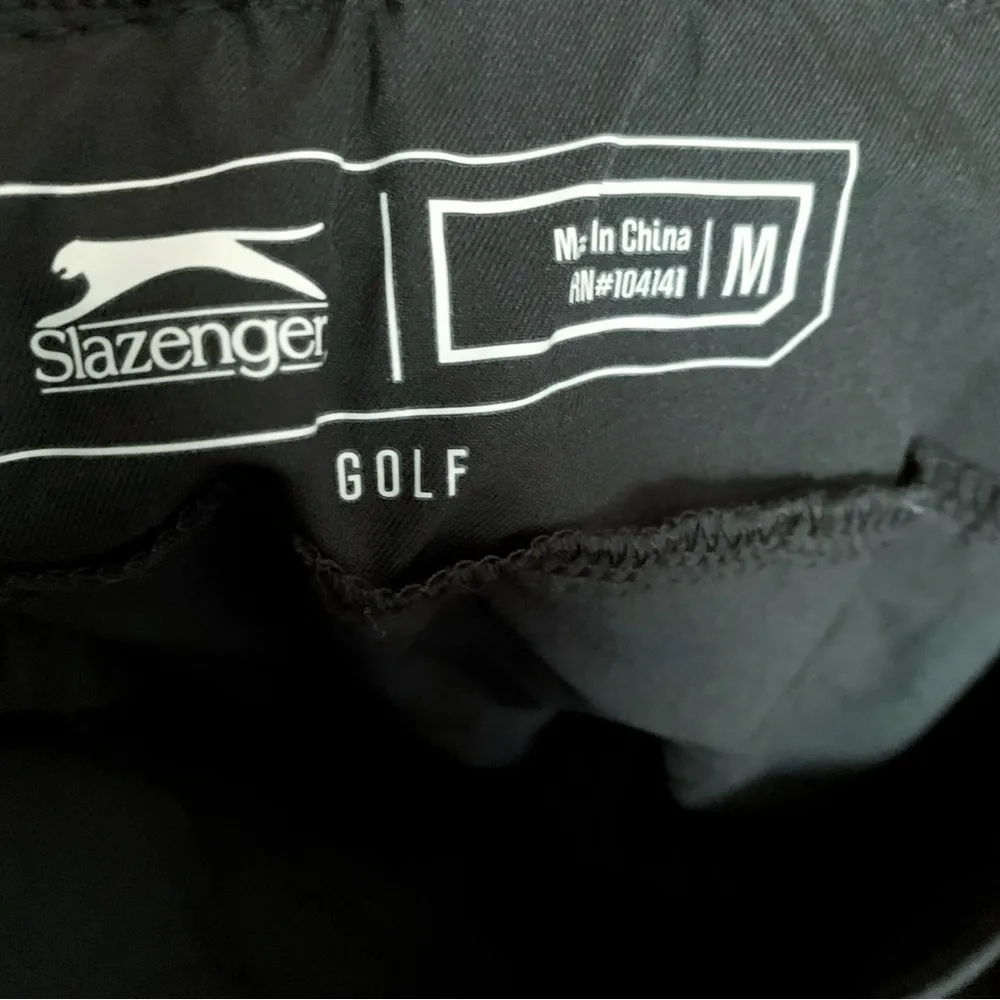 Slazenger
In China
RN#104141
M
GOLF